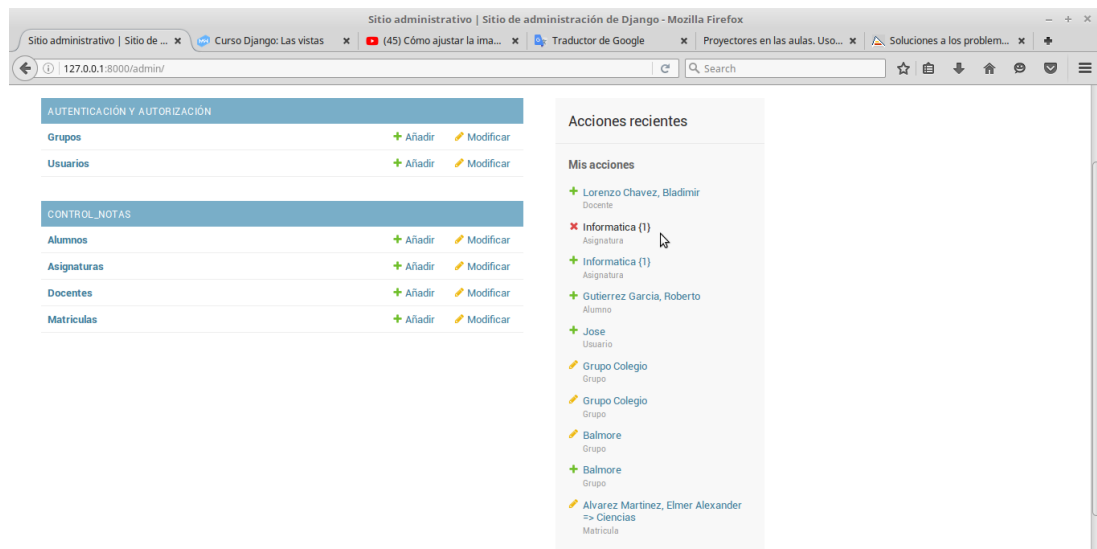 Sitio administrativo | Sitio de administración de Django - Mozilla Firefox
Sitio administrativo | Sitio de ...
Curso Django: Las vistas
(45) Cómo ajustar la ima...
Traductor de Google
Proyectores en las aulas. Uso...
Soluciones a los problem...
127.0.0.1:8000/admin/
Search
AUTENTICACIÓN Y AUTORIZACIÓN
Grupos Añadir Modificar
Usuarios Añadir Modificar
CONTROL_NOTAS
Alumnos Añadir Modificar
Asignaturas Añadir Modificar
Docentes Añadir Modificar
Matriculas Añadir Modificar
Acciones recientes
Mis acciones
Lorenzo Chavez, Bladimir
Docente
Informatica {1}
Asignatura
Informatica {1}
Asignatura
Gutierrez Garcia, Roberto
Alumno
Jose
Usuario
Grupo Colegio
Grupo
Grupo Colegio
Grupo
Balmore
Grupo
Balmore
Grupo
Alvarez Martinez, Elmer Alexander
=> Ciencias
Matricula